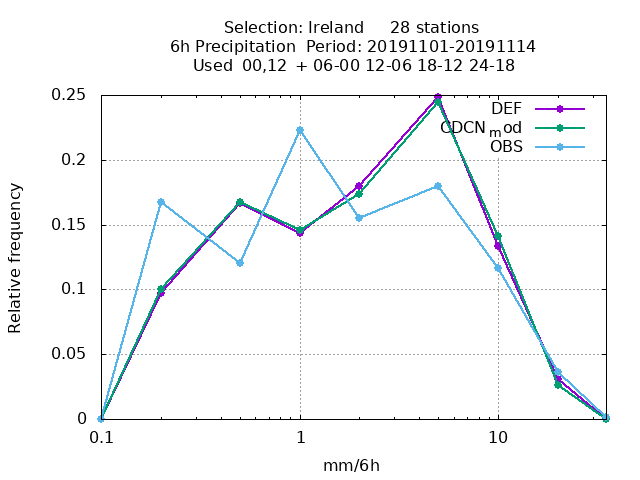 Selection: Ireland 28 stations
6h Precipitation Period: 20191101-20191114
Used 00,12 + 06-00 12-06 18-12 24-18
0.25
0.2
0.15
0.1
0.05
0
Relative frequency
DEF
CDCNmod
OBS
0.1 1 10
mm/6h